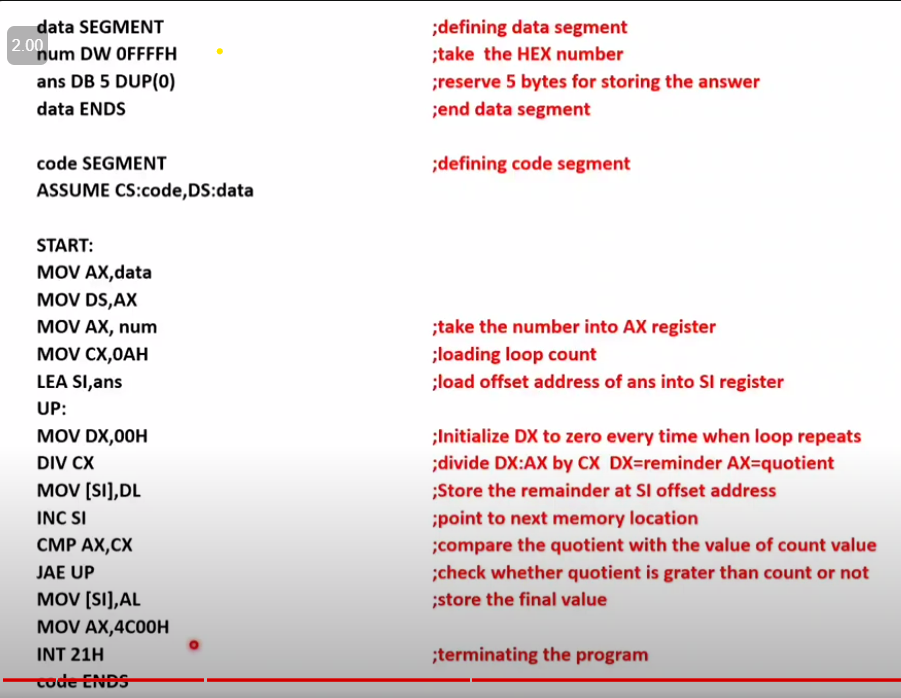 data SEGMENT ;defining data segment
2.00
num DW 0FFFFH ;take the HEX number
ans DB 5 DUP(0) ;reserve 5 bytes for storing the answer
data ENDS ;end data segment
code SEGMENT ;defining code segment
ASSUME CS:code,DS:data
START:
MOV AX,data
MOV DS,AX
MOV AX, num ;take the number into AX register
MOV CX,0AH ;loading loop count
LEA SI,ans ;load offset address of ans into SI register
UP:
MOV DX,00H ;Initialize DX to zero every time when loop repeats
DIV CX ;divide DX:AX by CX DX=reminder AX=quotient
MOV [SI],DL ;Store the remainder at SI offset address
INC SI ;point to next memory location
CMP AX,CX ;compare the quotient with the value of count value
JAE UP ;check whether quotient is grater than count or not
MOV [SI],AL ;store the final value
MOV AX,4C00H
INT 21H ;terminating the program
code ENDS